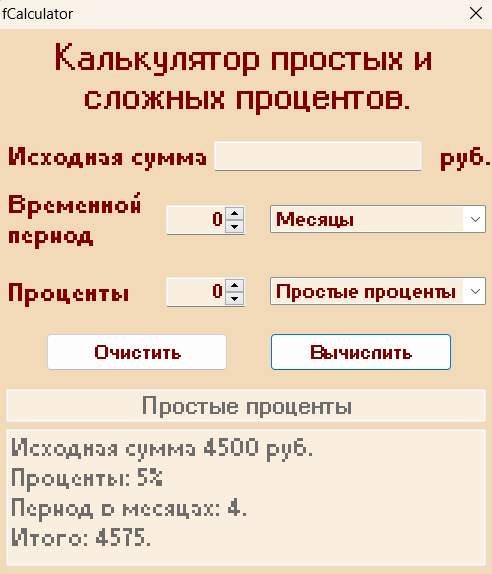 fCalculator
Калькулятор простых и
сложных процентов.
Исходная сумма руб.
Временной
период
0 Месяцы
Проценты 0 Простые проценты
Очистить Вычислить
Простые проценты
Исходная сумма 4500 руб.
Проценты: 5%
Период в месяцах: 4.
Итого: 4575.